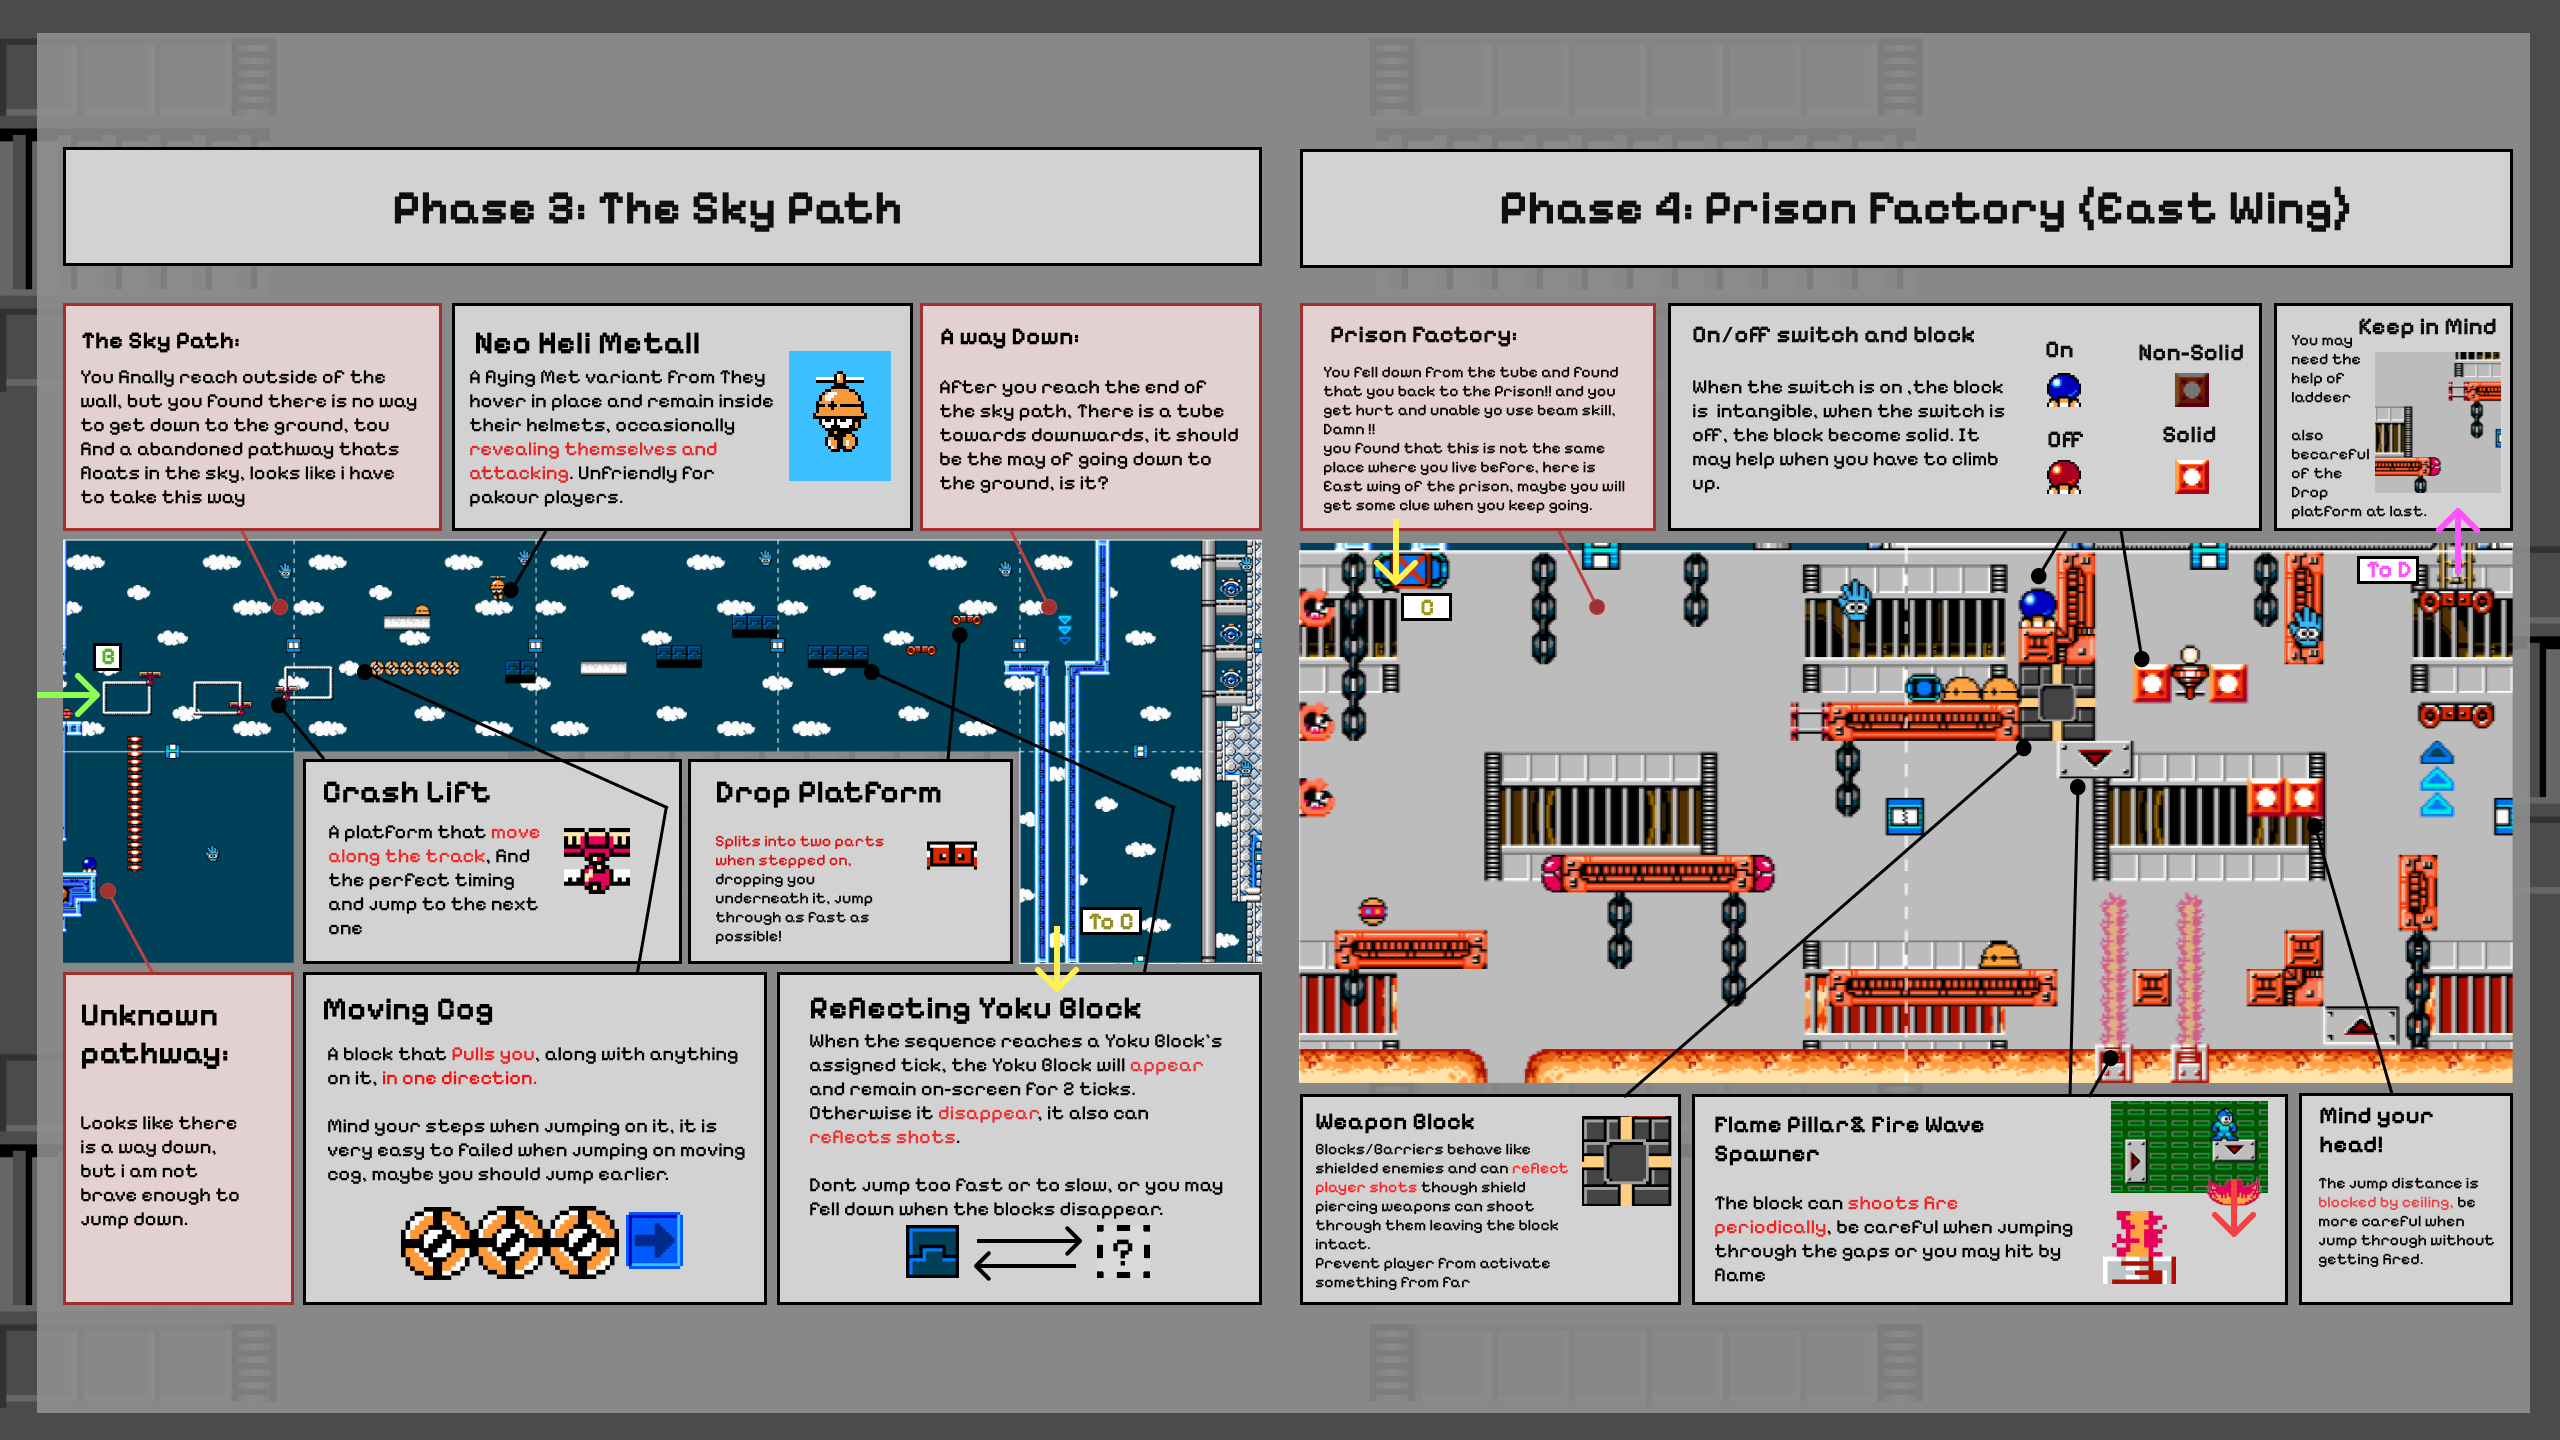 Phase 3: The Sky Path
The Sky Path:
You finally reach outside of the
wall, but you found there is no way
to get down to the ground, tou
And a abandoned pathway thats
floats in the sky, looks like i have
to take this way
Neo Heli Metall
A flying Met variant from They
hover in place and remain inside
their helmets, occasionally
revealing themselves and
attacking. Unfriendly for
pakour players.
A way Down:
After you reach the end of
the sky path, There is a tube
towards downwards, it should
be the may of going down to
the ground, is it?
B
To C
Crash Lift
A platform that move
along the track, And
the perfect timing
and jump to the next
one
Drop Platform
Splits into two parts
when stepped on,
dropping you
underneath it, jump
through as fast as
possible!
Unknown
pathway:
Looks like there
is a way down,
but i am not
brave enough to
jump down.
Moving Cog
A block that Pulls you, along with anything
on it, in one direction.
Mind your steps when jumping on it, it is
very easy to failed when jumping on moving
cog, maybe you should jump earlier.
Reflecting Yoku Block
When the sequence reaches a Yoku Block's
assigned tick, the Yoku Block will appear
and remain on-screen for 2 ticks.
Otherwise it disappear, it also can
reflects shots.
Dont jump too fast or to slow, or you may
fell down when the blocks disappear.
?
Phase 4: Prison Factory (East Wing)
Prison Factory:
You fell down from the tube and found
that you back to the Prison!! and you
get hurt and unable yo use beam skill,
Damn !!
you found that this is not the same
place where you live before, here is
East wing of the prison, maybe you will
get some clue when you keep going.
On/off switch and block
When the switch is on ,the block
is intangible, when the switch is
off, the block become solid. It
may help when you have to climb
up.
On
Non-Solid
Off
Solid
Keep in Mind
You may
need the
help of
laddeer
also
becareful
of the
Drop
platform at last.
C
To D
Weapon Block
Blocks/Barriers behave like
shielded enemies and can reflect
player shots though shield
piercing weapons can shoot
through them leaving the block
intact.
Prevent player from activate
something from far
Flame Pillar& Fire Wave
Spawner
The block can shoots fire
periodically, be careful when jumping
through the gaps or you may hit by
flame
Mind your
head!
The jump distance is
blocked by ceiling, be
more careful when
jump through without
getting fired.